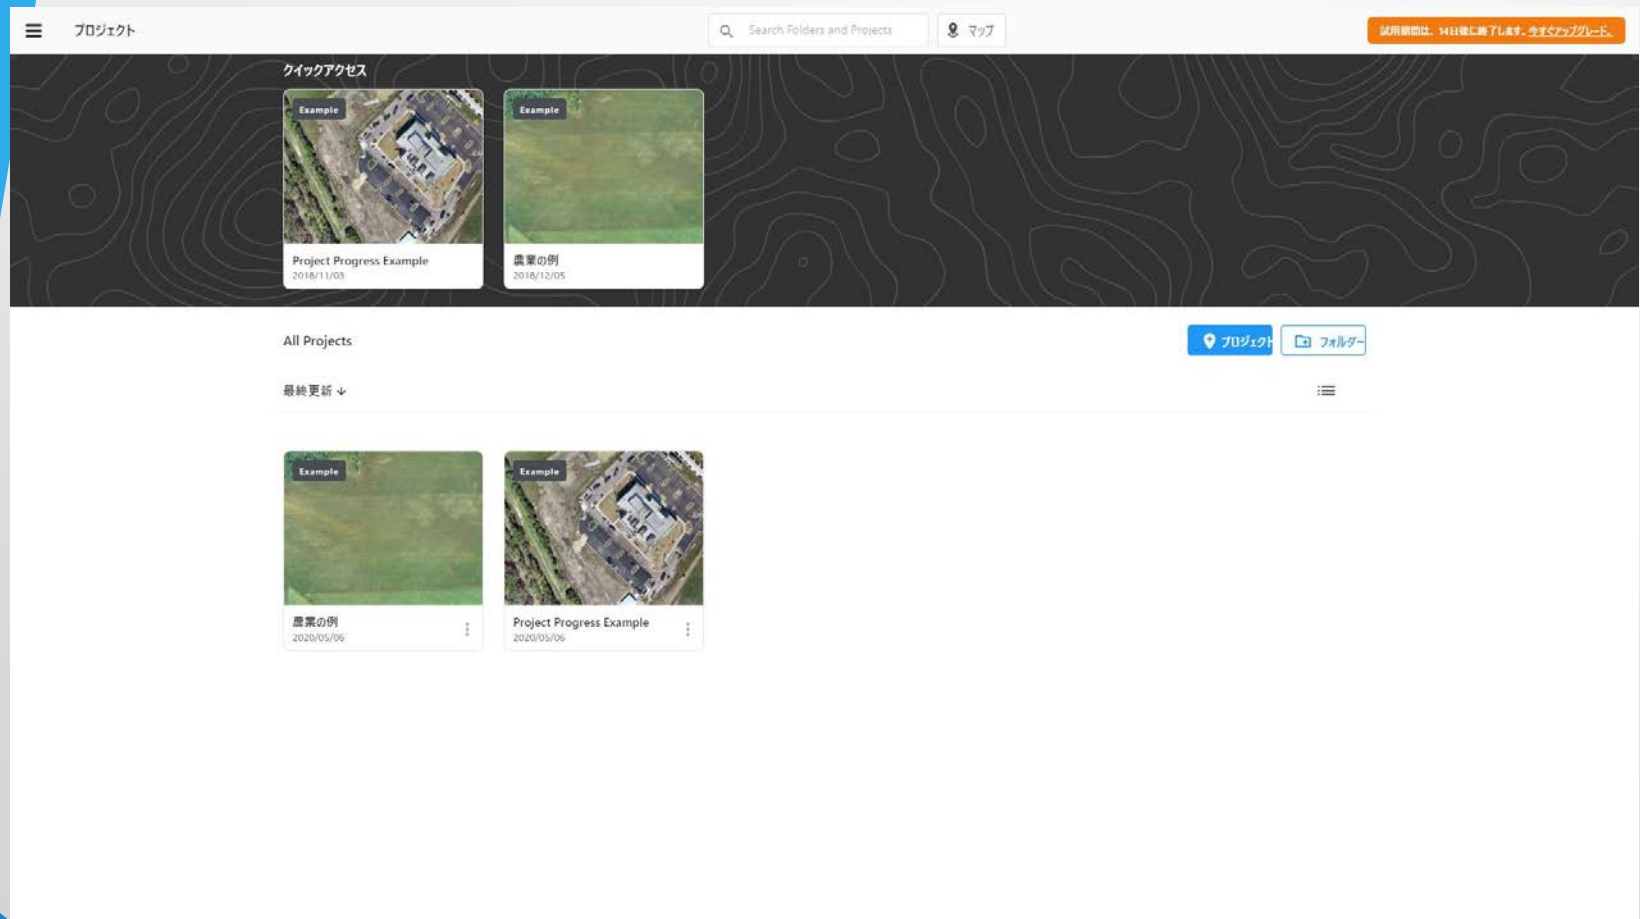 プロジェクト
Search Folders and Projects
マップ
試用期間は、14日後に終了します。今すぐアップグレード。
クイックアクセス
Example
Example
Project Progress Example
2018/11/03
農業の例
2018/12/05
All Projects
プロジェクト
フォルダー
最終更新
Example
Example
農業の例
2020/05/06
Project Progress Example
2020/05/06